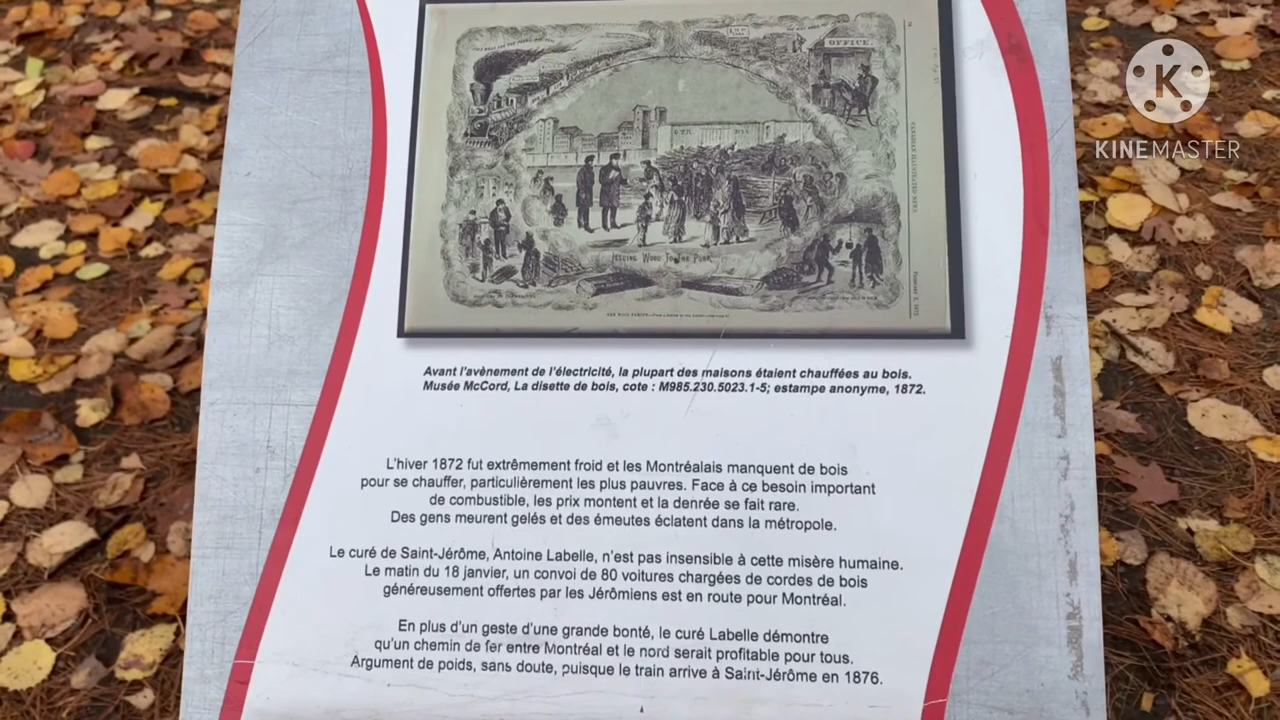 OFFICE.
CANADIAN ILLUSTRATED NEWS
February 3, 1872
ISSUING WOOD TO THE POOR
KINEMASTER
Avant l'avènement de l'électricité, la plupart des maisons étaient chauffées au bois.
Musée McCord, La disette de bois, cote : M985.230.5023.1-5; estampe anonyme, 1872.
L'hiver 1872 fut extrêmement froid et les Montréalais manquent de bois
pour se chauffer, particulièrement les plus pauvres. Face à ce besoin important
de combustible, les prix montent et la denrée se fait rare.
Des gens meurent gelés et des émeutes éclatent dans la métropole.
Le curé de Saint-Jérôme, Antoine Labelle, n'est pas insensible à cette misère humaine.
Le matin du 18 janvier, un convoi de 80 voitures chargées de cordes de bois
généreusement offertes par les Jérômiens est en route pour Montréal.
En plus d'un geste d'une grande bonté, le curé Labelle démontre
qu'un chemin de fer entre Montréal et le nord serait profitable pour tous.
Argument de poids, sans doute, puisque le train arrive à Saint-Jérôme en 1876.